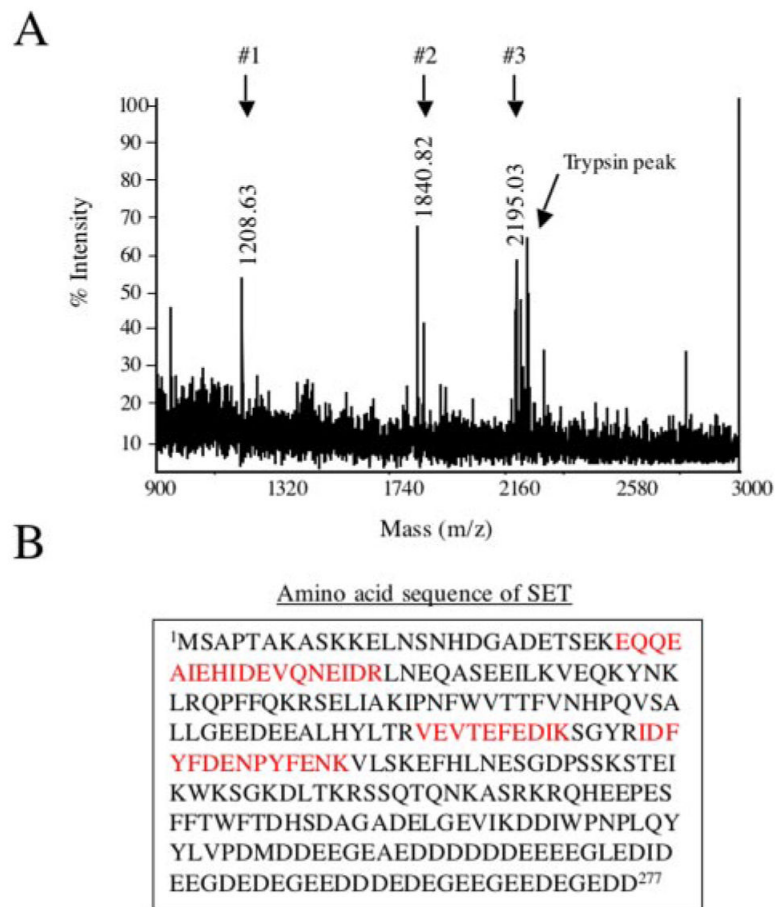 A
#1 #2 #3
100
90
80
70
60
50
40
30
20
10
% Intensity
1208.63
1840.82
2195.03
Trypsin peak
900 1320 1740 2160 2580 3000
Mass (m/z)
B
Amino acid sequence of SET
1MSAPTAKASKKELNSNHDGADETSEKEQQE
AIEHIDEVQNEIDRLNEQASEEILKVEQKYNK
LRQPFFQKRSELIAKIPNFWVTTFVNHPQVSA
LLGEEDEEALHYLTRVEVTEFEDIKSGYRIDF
YFDENPYFENKVLSKEFHLNESGDPSSKSTEI
KWKSGKDLTKRSSQTQNKASRKRQHEEPES
FFTWFTDHSDAGADELGEVIKDDIWPNPLQY
YLVPDMDDEEGEAEDDDDDDEEEEGLEDID
EEGDEDEGEEDDDEDEGEEGEEDEGEDD277